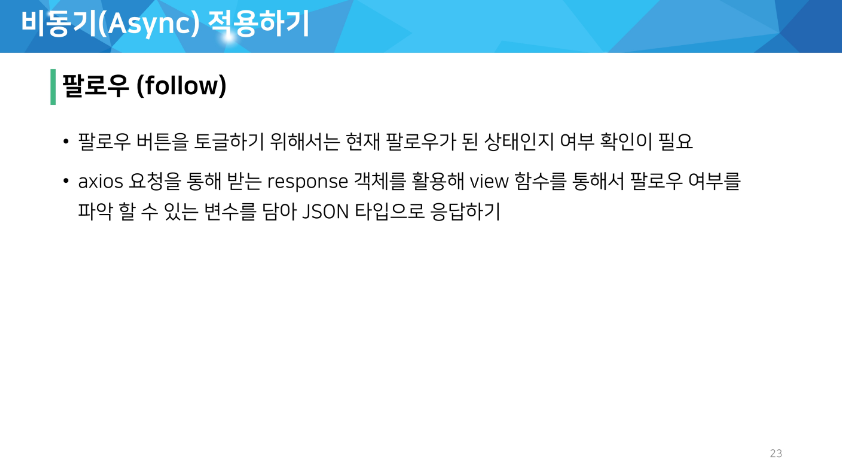 비동기(Async) 적용하기
팔로우 (follow)
• 팔로우 버튼을 토글하기 위해서는 현재 팔로우가 된 상태인지 여부 확인이 필요
• axios 요청을 통해 받는 response 객체를 활용해 view 함수를 통해서 팔로우 여부를
파악 할 수 있는 변수를 담아 JSON 타입으로 응답하기
23